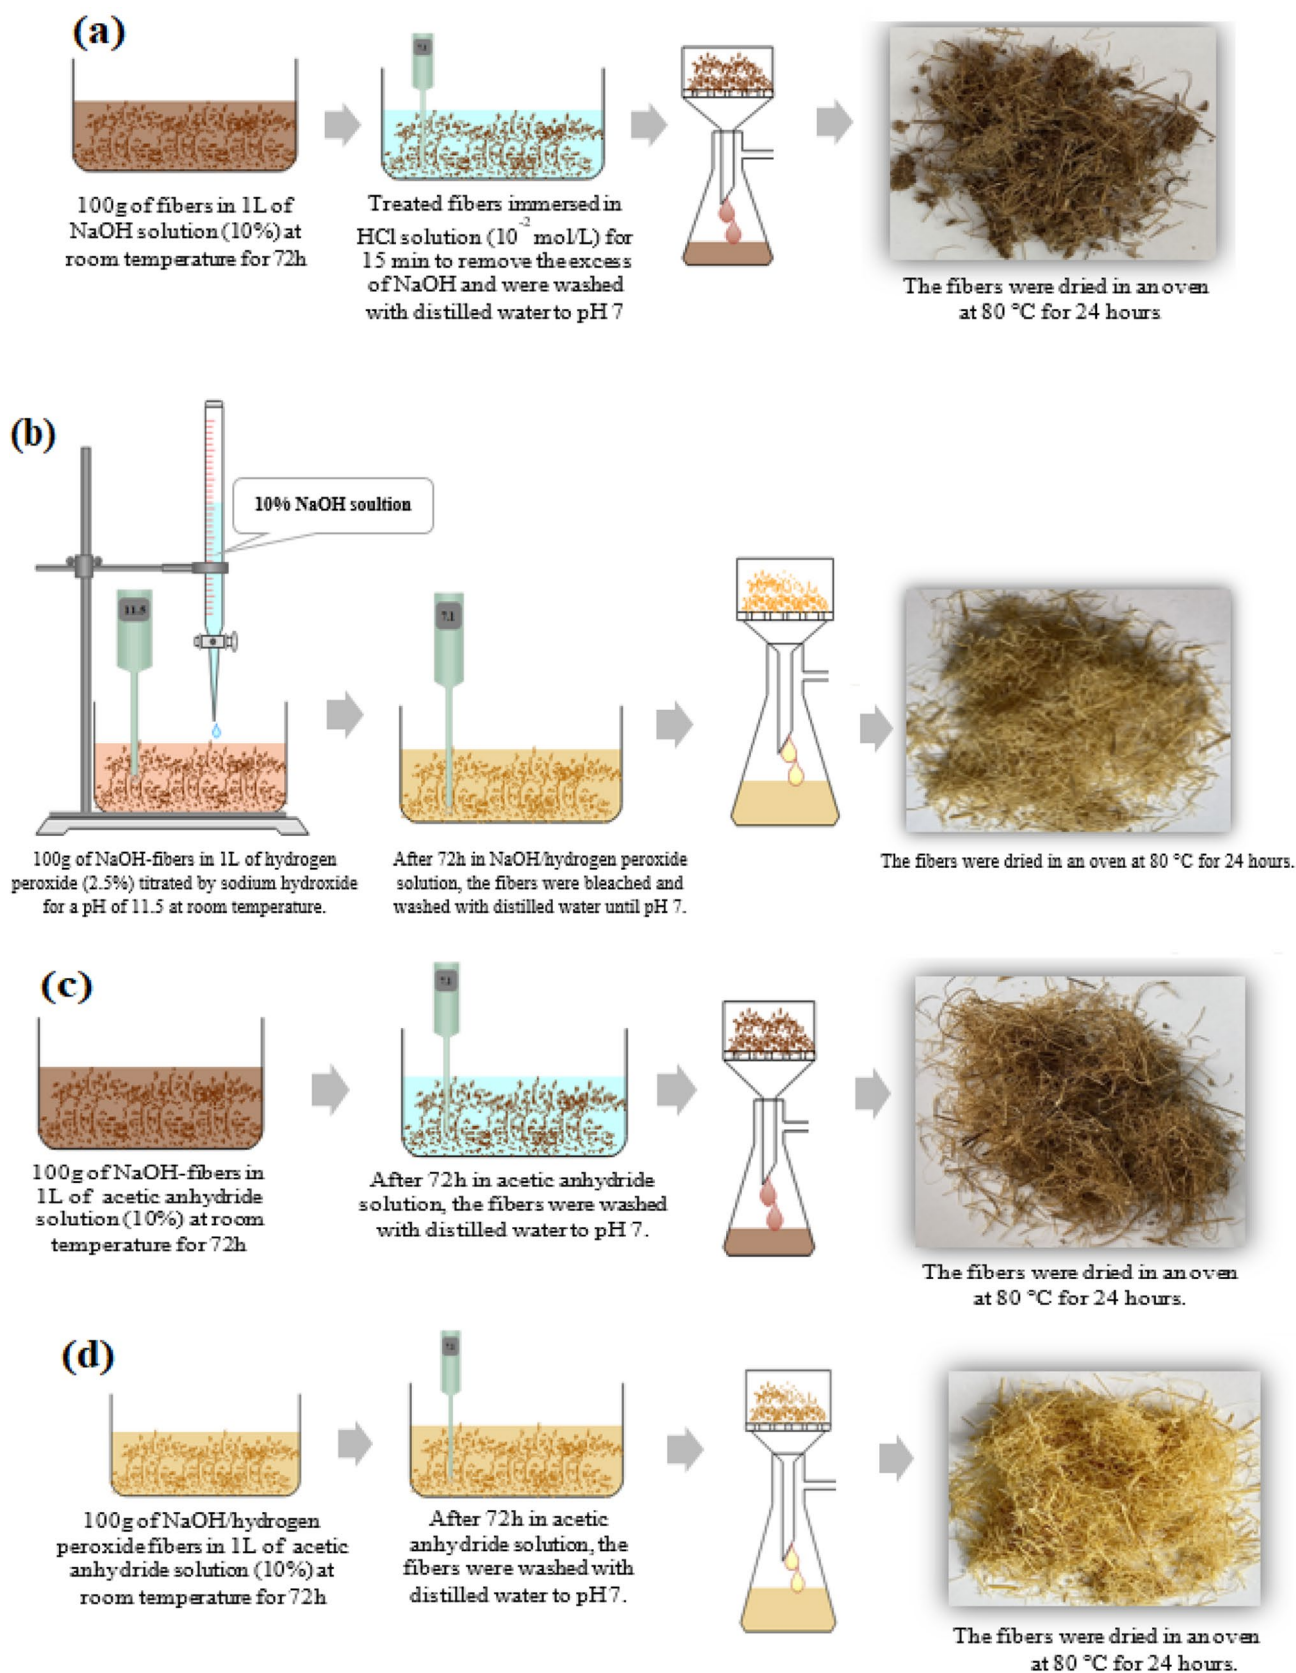 (a)
100g of fibers in 1L of
NaOH solution (10%) at
room temperature for 72h
Treated fibers immersed in
HCl solution (10⁻² mol/L) for
15 min to remove the excess
of NaOH and were washed
with distilled water to pH 7
The fibers were dried in an oven
at 80 °C for 24 hours
(b)
10% NaOH soultion
11.5
7.1
100g of NaOH-fibers in 1L of hydrogen
peroxide (2.5%) titrated by sodium hydroxide
for a pH of 11.5 at room temperature.
After 72h in NaOH/hydrogen peroxide
solution, the fibers were bleached and
washed with distilled water until pH 7.
The fibers were dried in an oven at 80 °C for 24 hours.
(c)
100g of NaOH-fibers in
1L of acetic anhydride
solution (10%) at room
temperature for 72h
After 72h in acetic anhydride
solution, the fibers were washed
with distilled water to pH 7.
The fibers were dried in an oven
at 80 °C for 24 hours.
(d)
100g of NaOH/hydrogen
peroxide fibers in 1L of acetic
anhydride solution (10%) at
room temperature for 72h
After 72h in acetic
anhydride solution, the
fibers were washed with
distilled water to pH 7.
The fibers were dried in an oven
at 80 °C for 24 hours.